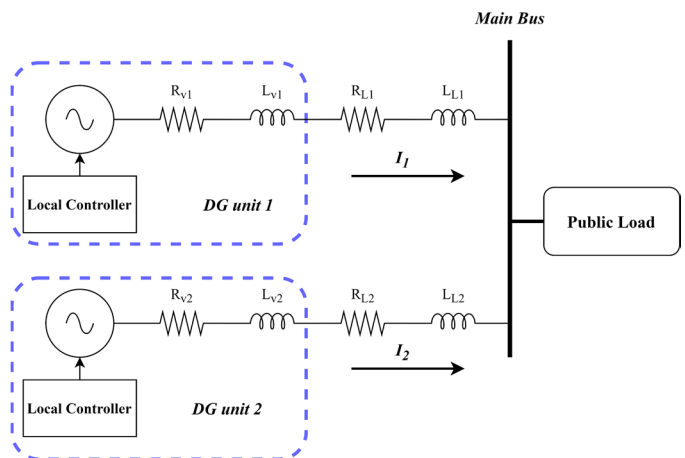 Main Bus
Rv1 Lv1 RL1 LL1
I1
Local Controller
DG unit 1
Public Load
Rv2 Lv2 RL2 LL2
I2
Local Controller
DG unit 2